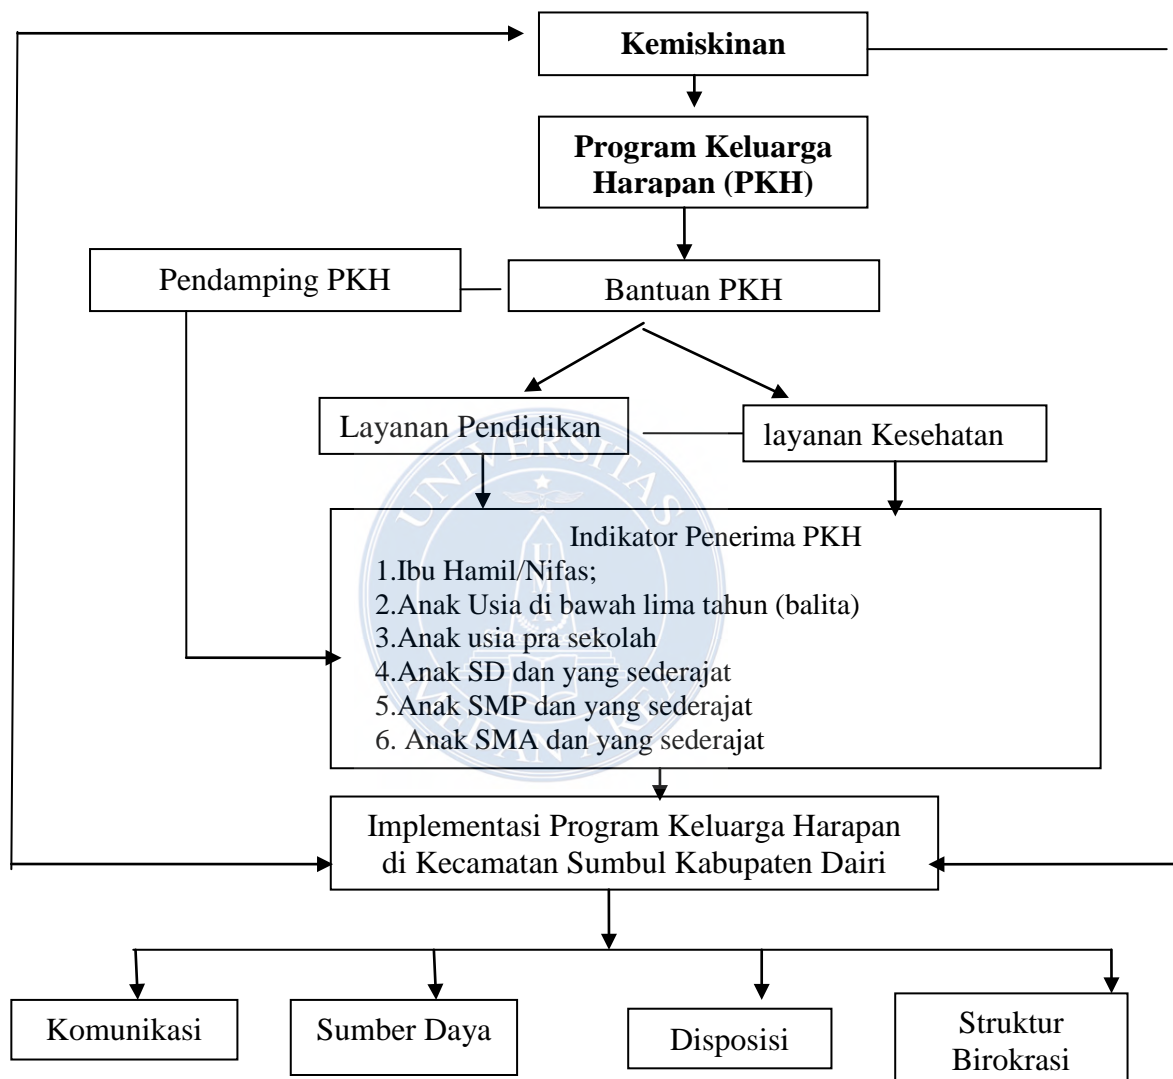 Kemiskinan
Program Keluarga
Harapan (PKH)
Pendamping PKH
Bantuan PKH
Layanan Pendidikan
layanan Kesehatan
Indikator Penerima PKH
1.Ibu Hamil/Nifas;
2.Anak Usia di bawah lima tahun (balita)
3.Anak usia pra sekolah
4.Anak SD dan yang sederajat
5.Anak SMP dan yang sederajat
6. Anak SMA dan yang sederajat
UNIVERSITAS
MEDAN AREA
Implementasi Program Keluarga Harapan
di Kecamatan Sumbul Kabupaten Dairi
Komunikasi
Sumber Daya
Disposisi
Struktur
Birokrasi